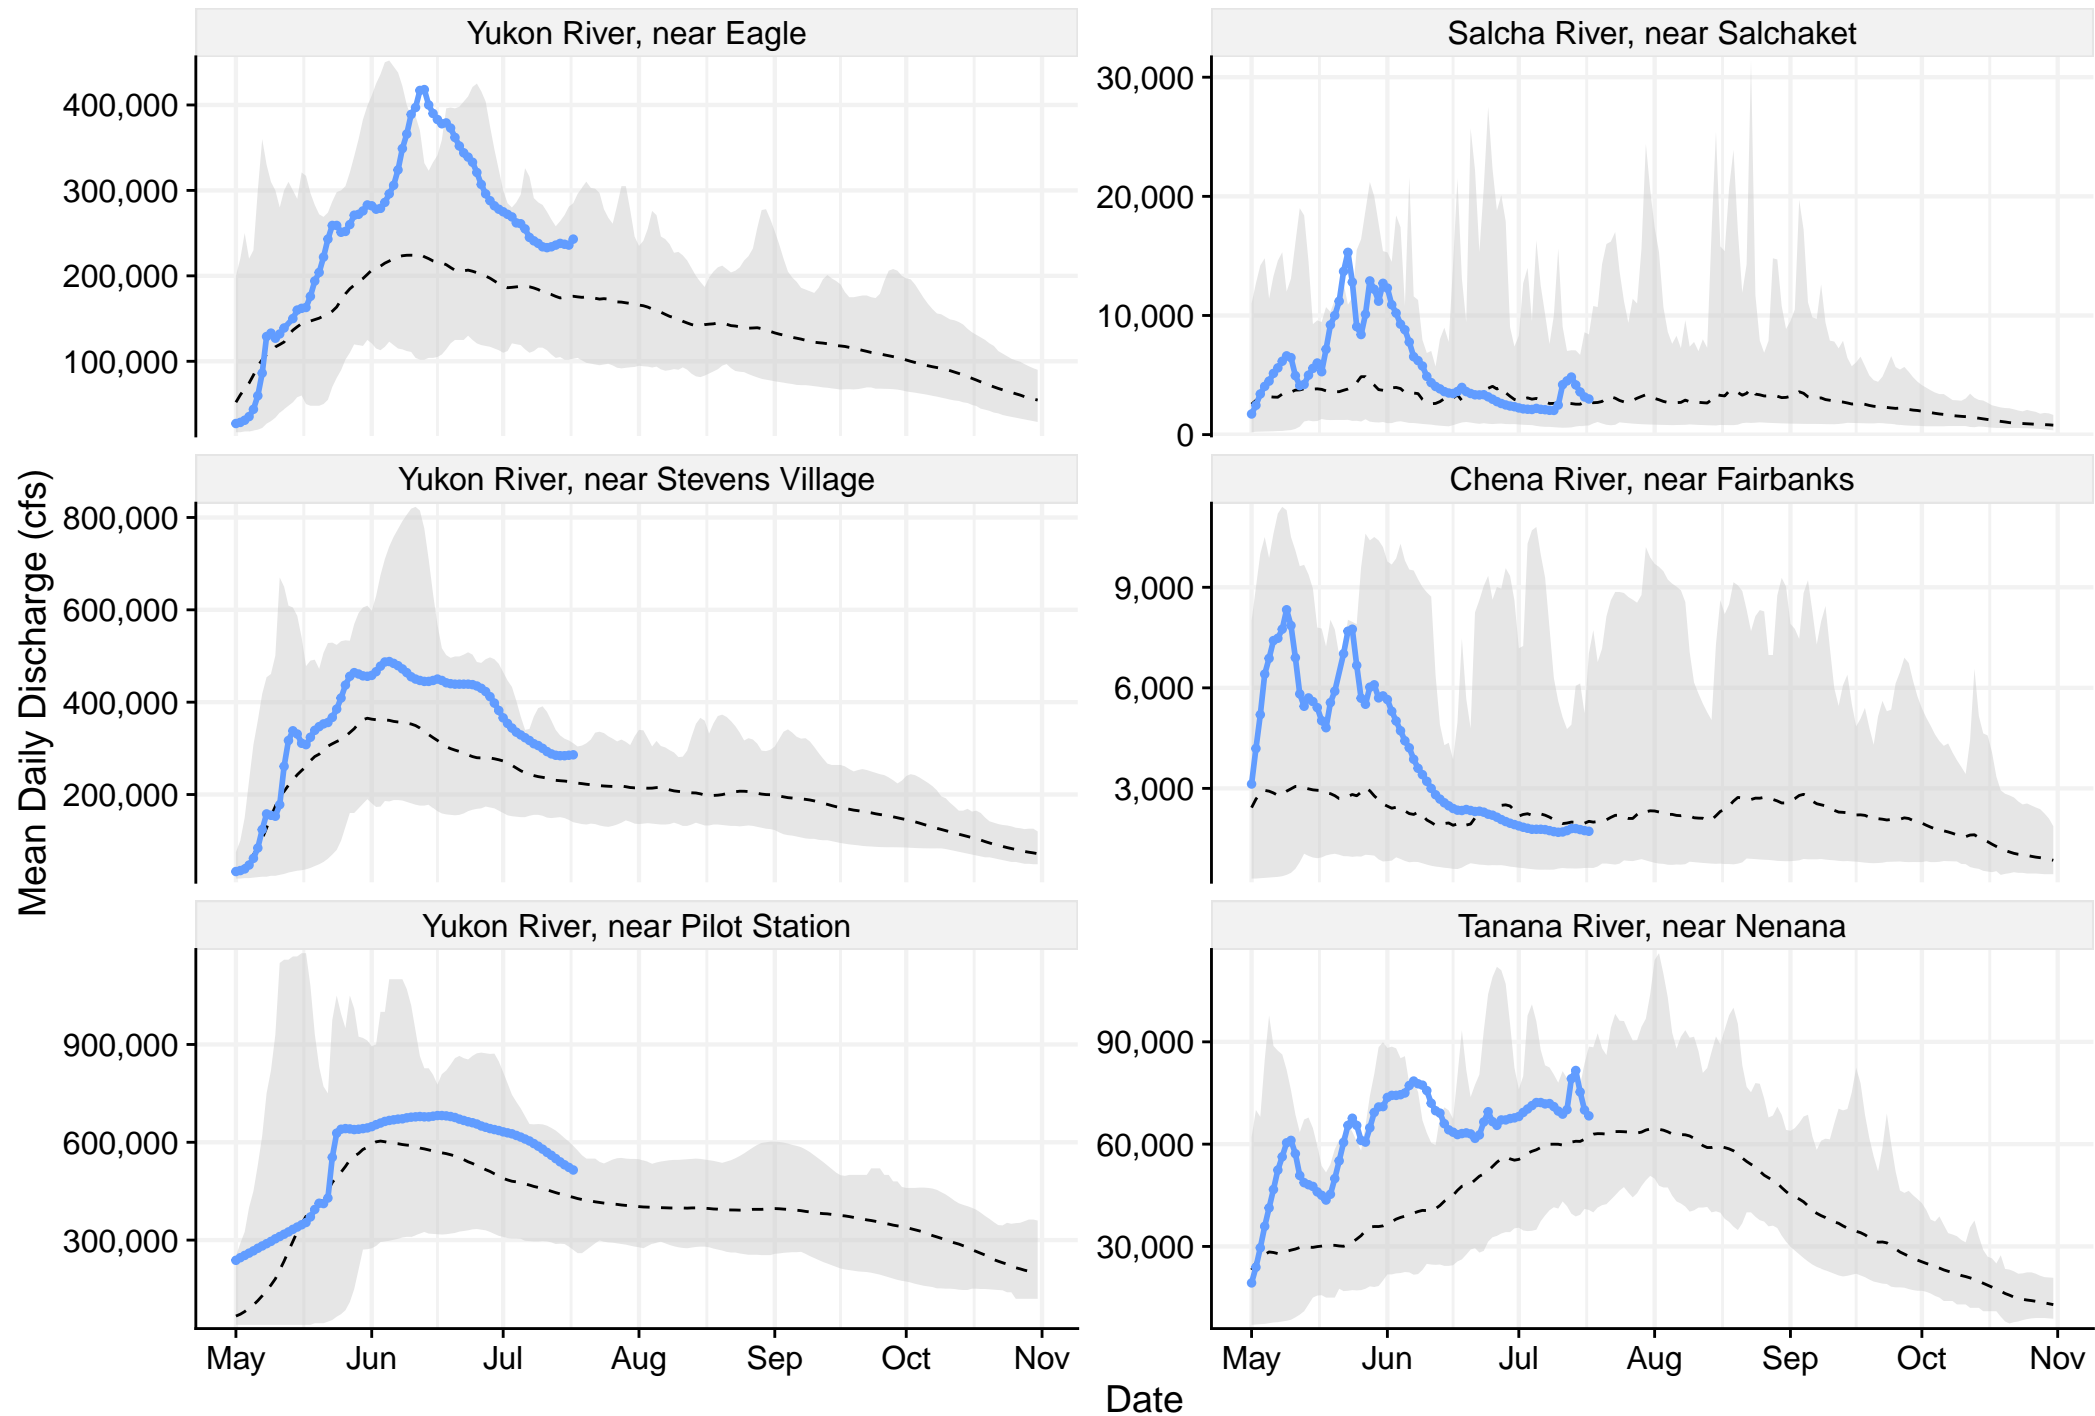 Yukon River, near Eagle
Salcha River, near Salchaket
400,000
300,000
200,000
100,000
30,000
20,000
10,000
0
Yukon River, near Stevens Village
Chena River, near Fairbanks
800,000
600,000
400,000
200,000
9,000
6,000
3,000
Mean Daily Discharge (cfs)
Yukon River, near Pilot Station
Tanana River, near Nenana
900,000
600,000
300,000
90,000
60,000
30,000
May Jun Jul Aug Sep Oct Nov
May Jun Jul Aug Sep Oct Nov
Date